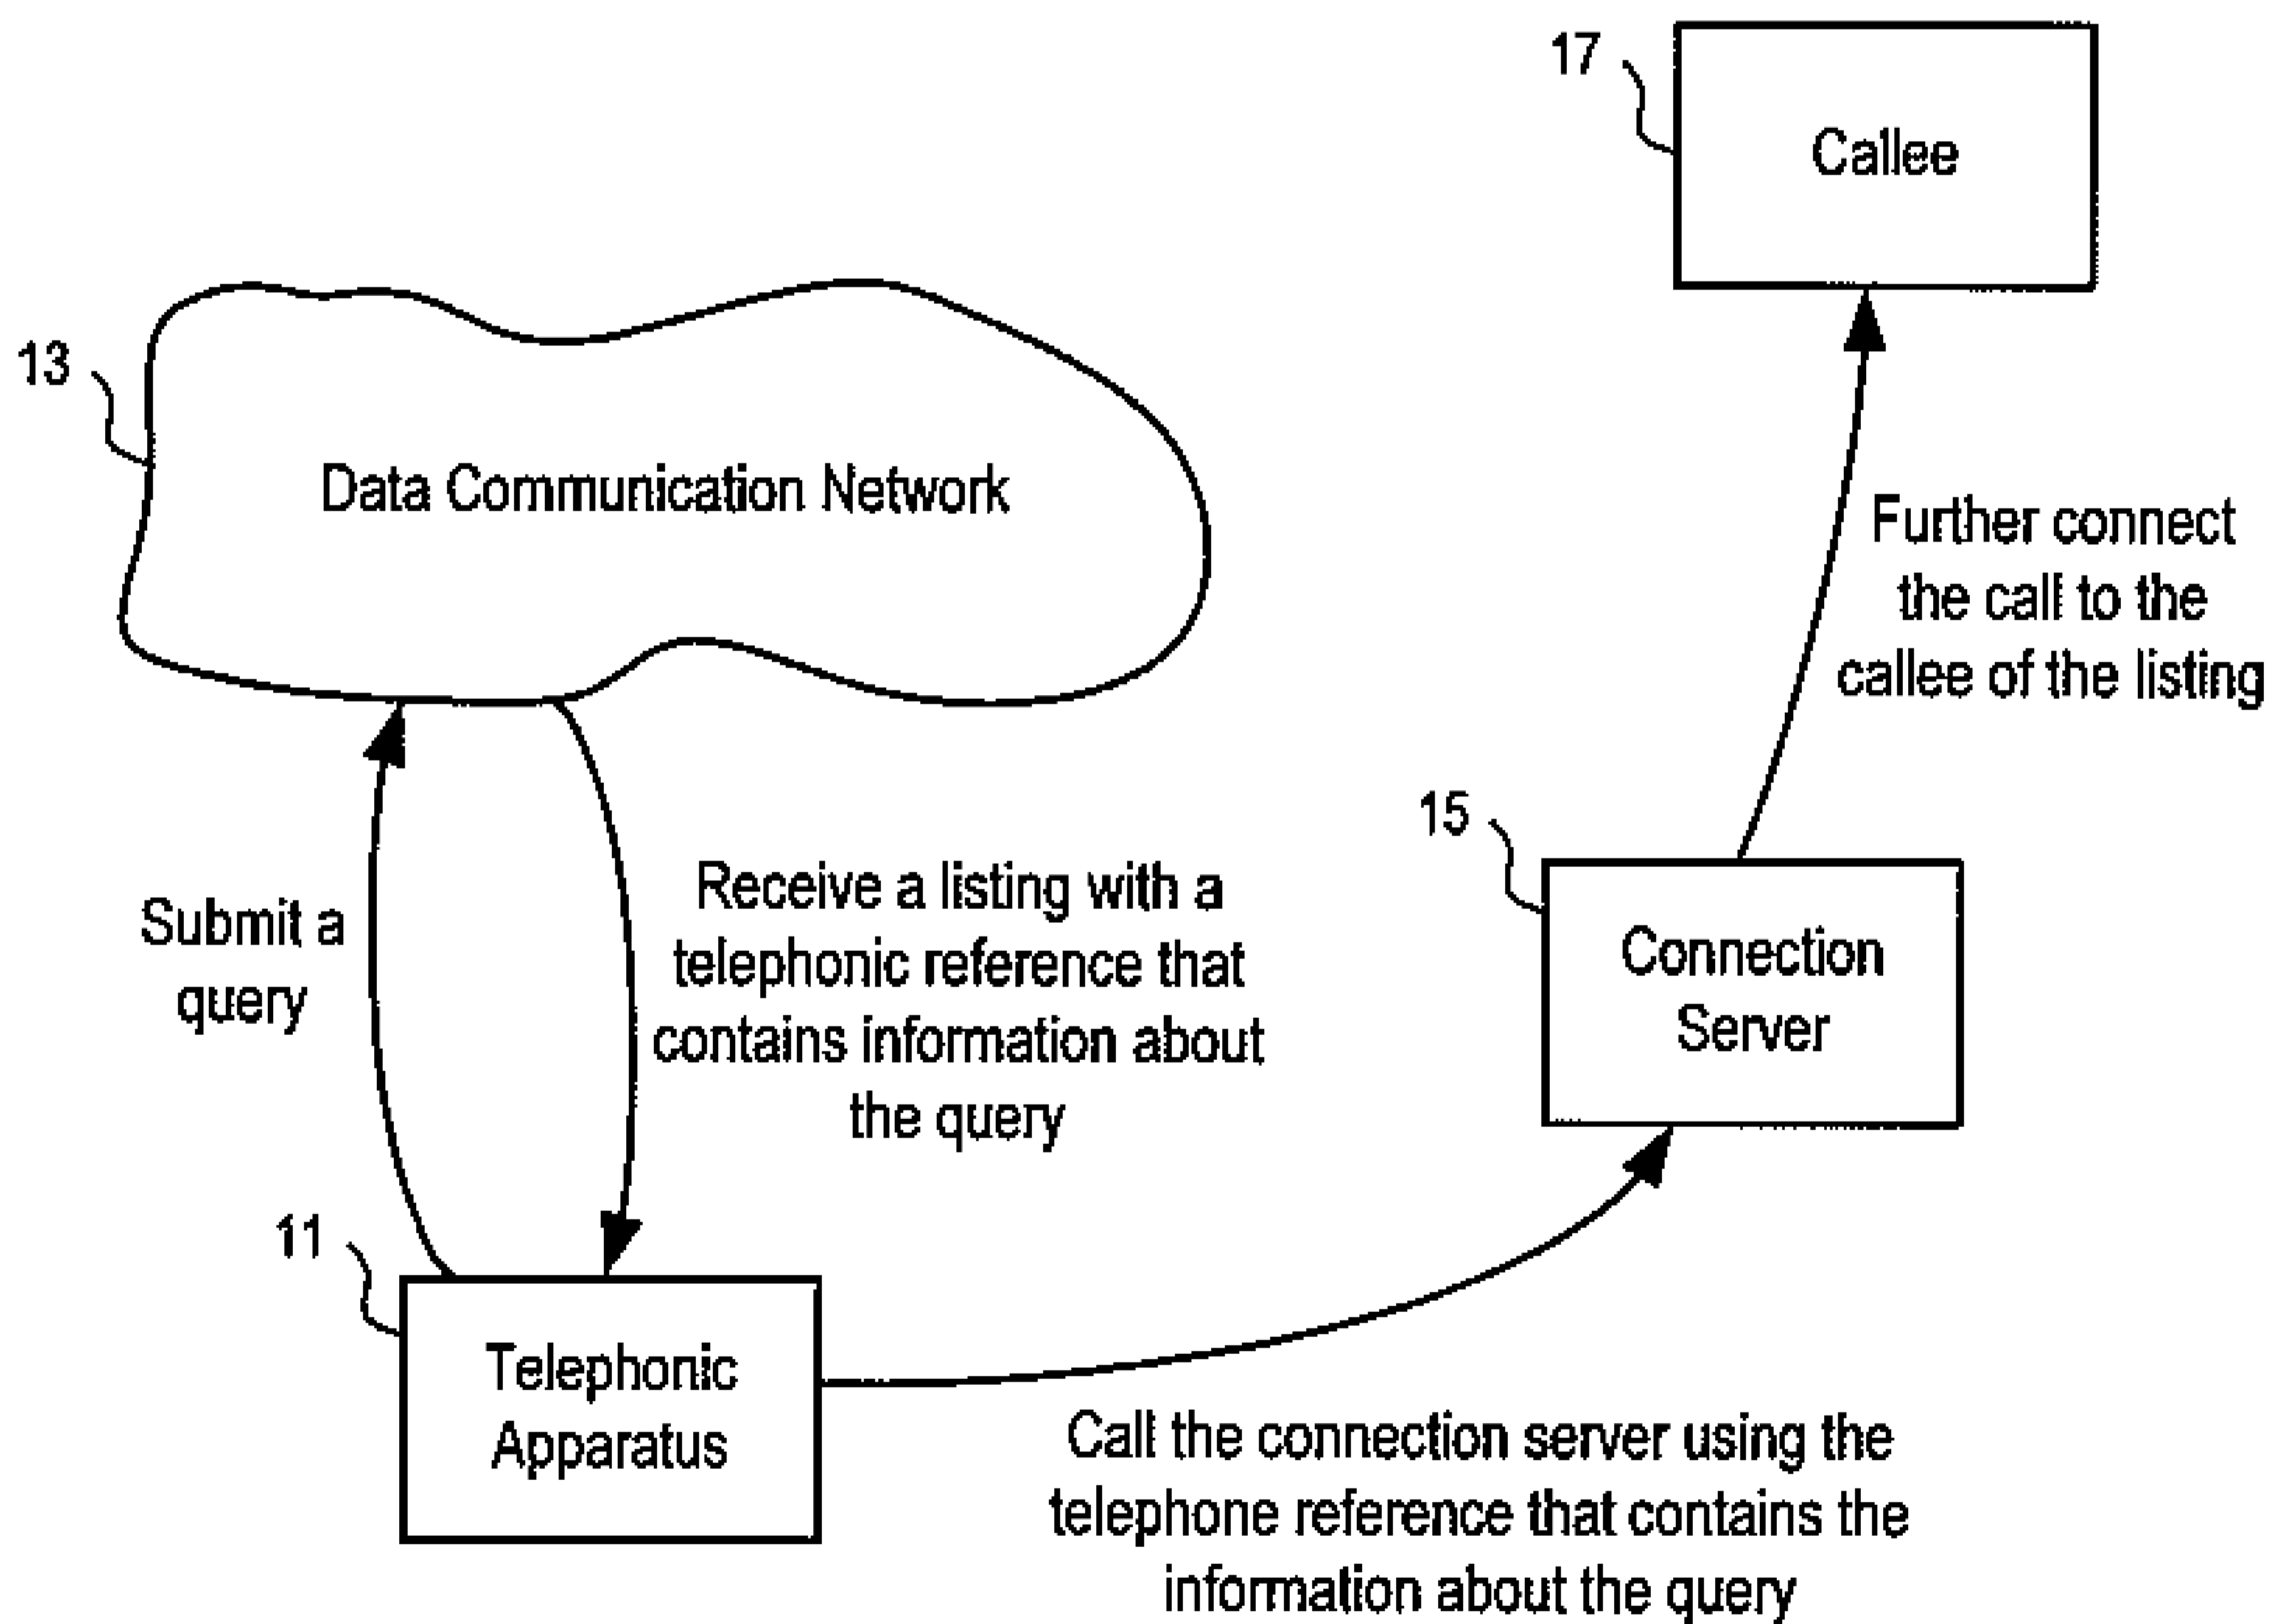 17
Callee
13
Data Communication Network
Further connect
the call to the
callee of the listing
15
Connection
Server
Submit a
query
Receive a listing with a
telephonic reference that
contains information about
the query
11
Telephonic
Apparatus
Call the connection server using the
telephone reference that contains the
information about the query